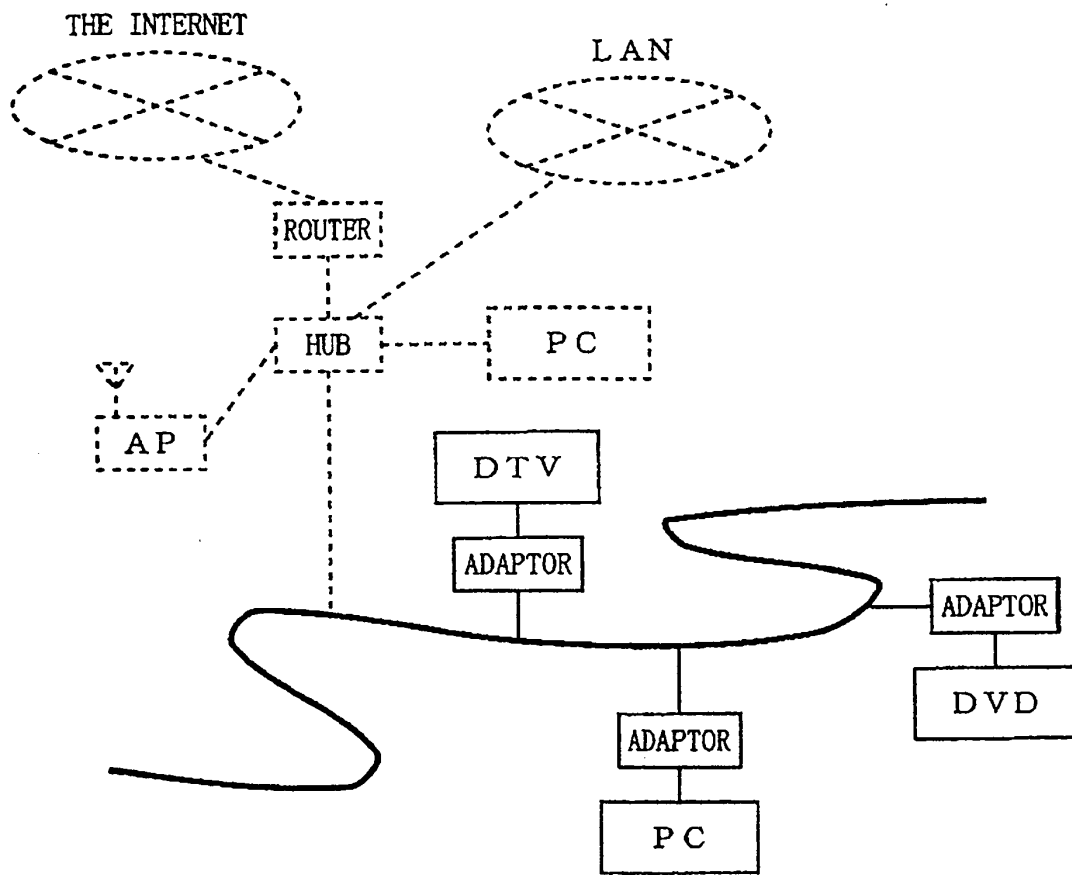 THE INTERNET
LAN
ROUTER
HUB
PC
AP
DTV
ADAPTOR
ADAPTOR
DVD
ADAPTOR
PC